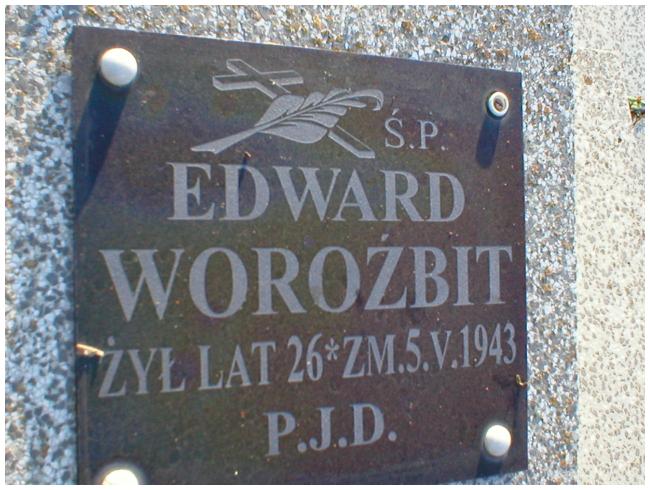 Ś.P.
EDWARD
WOROŹBIT
ŻYŁ LAT 26*ZM.5.V.1943
P.J.D.